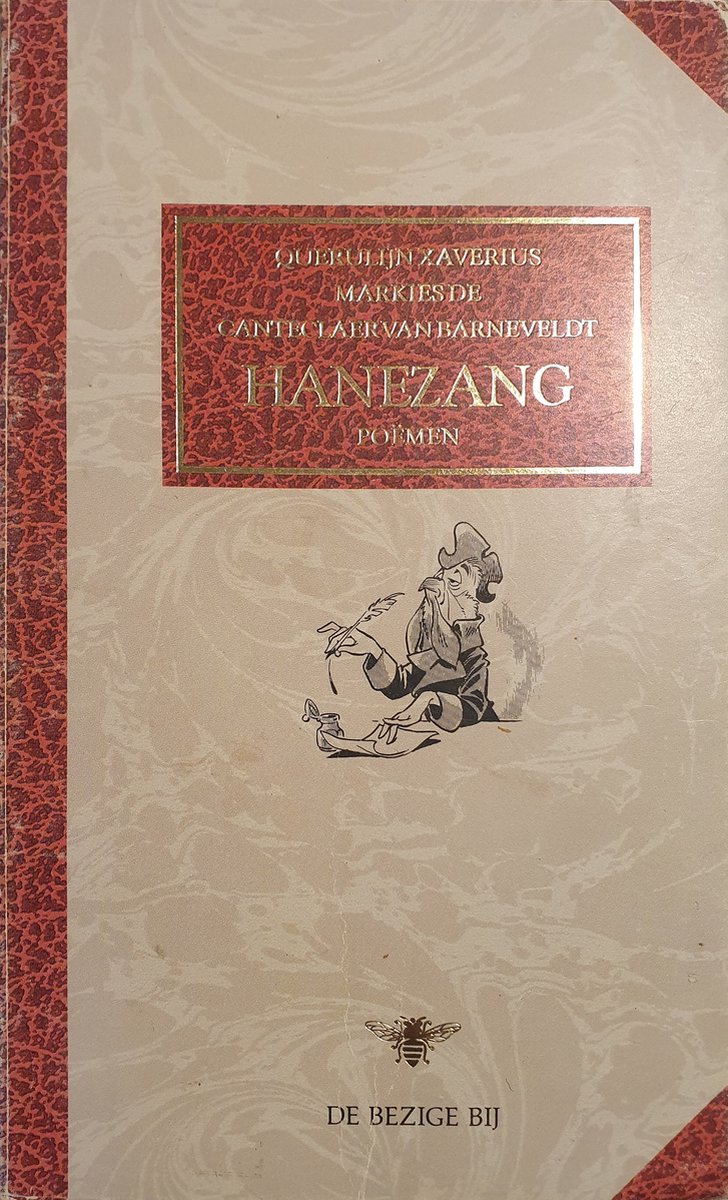 QUERULIJN XAVERIUS
MARKIES DE
CANTECLAER VAN BARNEVELDT
HANEZANG
POËMEN
DE BEZIGE BIJ